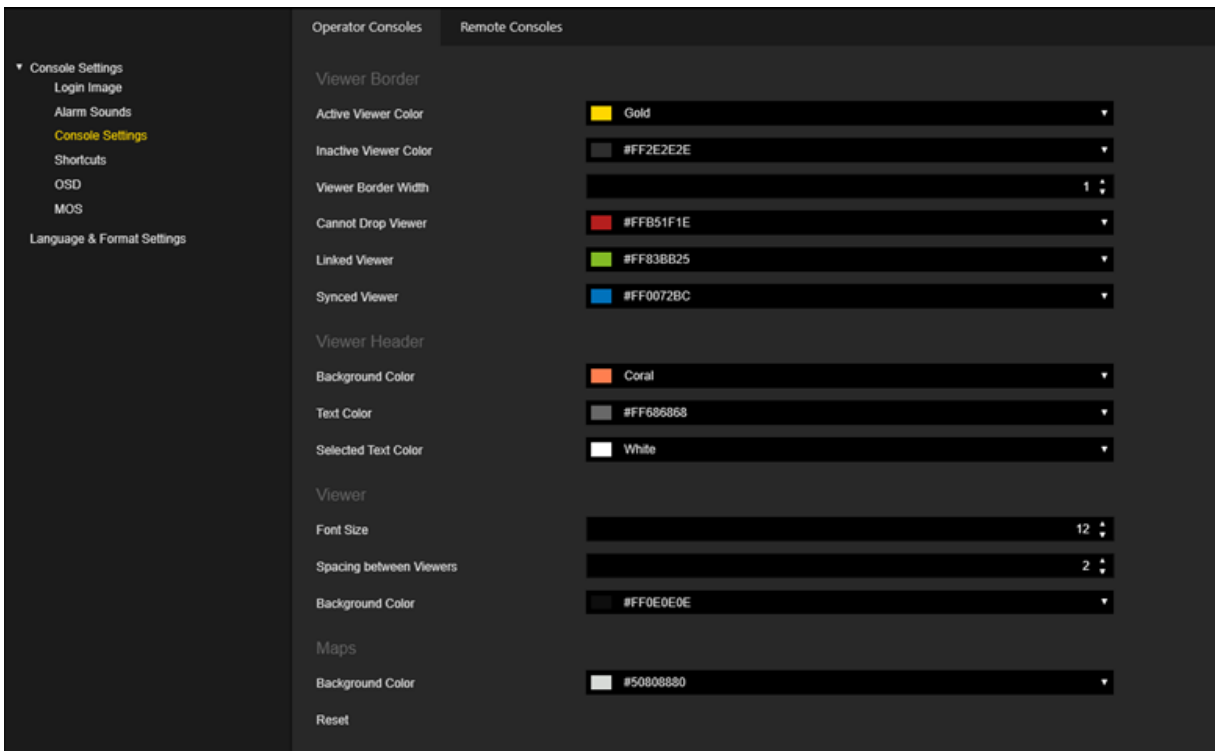 Operator Consoles Remote Consoles
Console Settings
Login Image
Alarm Sounds
Console Settings
Shortcuts
OSD
MOS
Language & Format Settings
Viewer Border
Active Viewer Color Gold
Inactive Viewer Color #FF2E2E2E
Viewer Border Width 1
Cannot Drop Viewer #FFB51F1E
Linked Viewer #FF83BB25
Synced Viewer #FF0072BC
Viewer Header
Background Color Coral
Text Color #FF686868
Selected Text Color White
Viewer
Font Size 12
Spacing between Viewers 2
Background Color #FF0E0E0E
Maps
Background Color #50808880
Reset